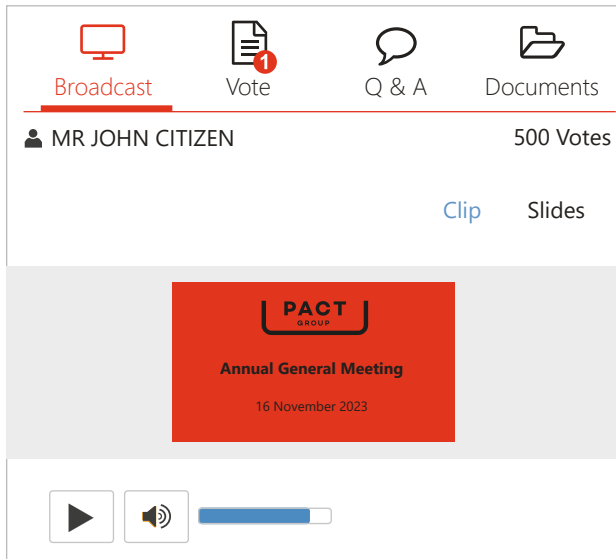 1
Broadcast Vote Q & A Documents
MR JOHN CITIZEN 500 Votes
Clip Slides
PACT
GROUP
Annual General Meeting
16 November 2023